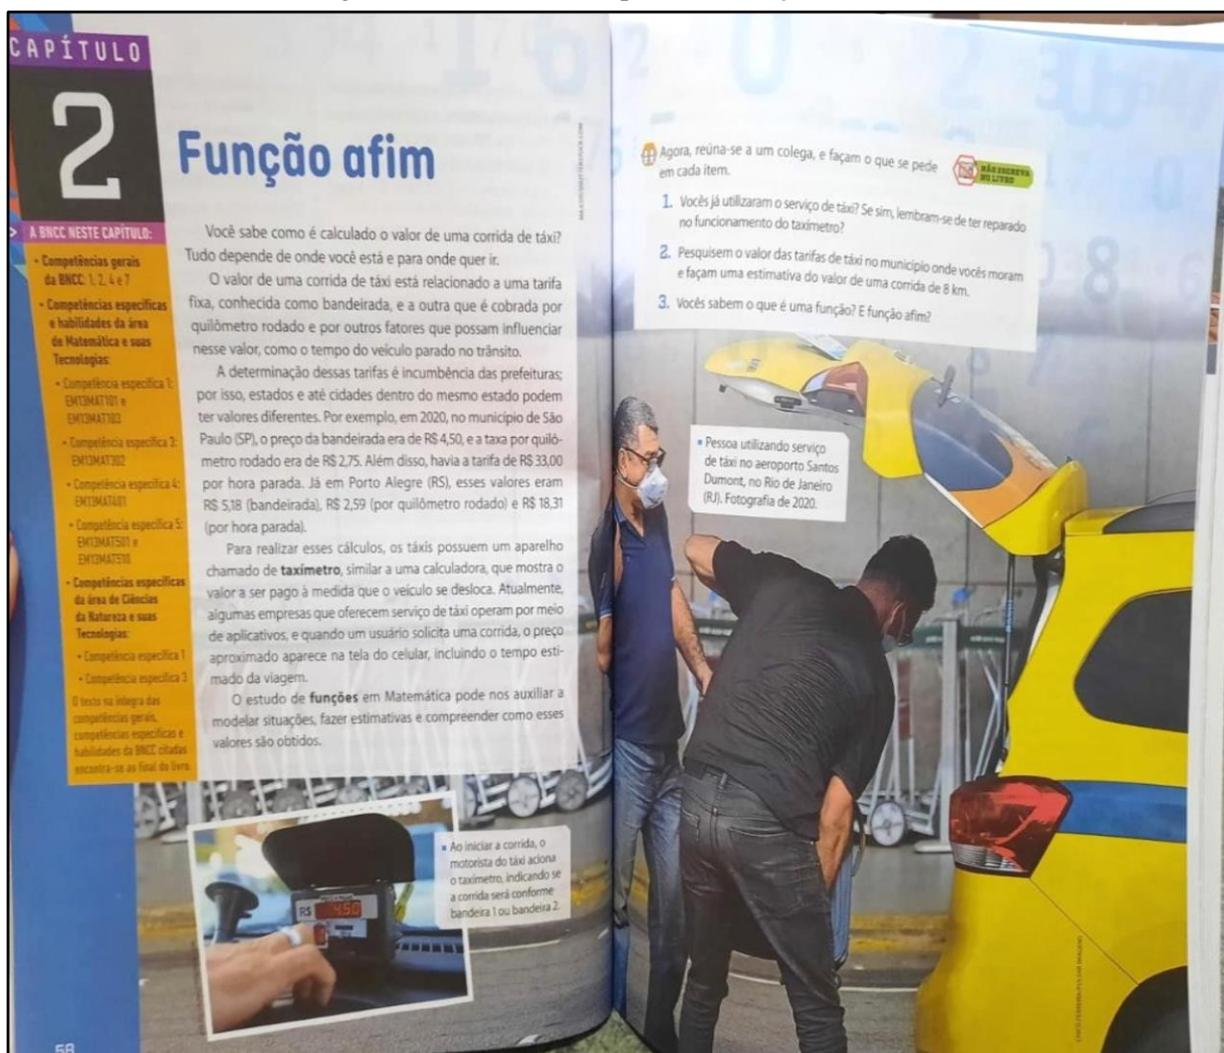 CAPÍTULO
2
Função afim
A BNCC NESTE CAPÍTULO:
• Competências gerais
da BNCC: 1, 2, 4 e 7
• Competências específicas
e habilidades da área
de Matemática e suas
Tecnologias:
• Competência específica 1:
EM13MAT101 e
EM13MAT103
• Competência específica 3:
EM13MAT302
• Competência específica 4:
EM13MAT401
• Competência específica 5:
EM13MAT501 e
EM13MAT510
• Competências específicas
da área de Ciências
da Natureza e suas
Tecnologias:
• Competência específica 1
• Competência específica 3
O texto na íntegra das
competências gerais,
competências específicas e
habilidades da BNCC citadas
encontra-se ao final do livro.
Você sabe como é calculado o valor de uma corrida de táxi?
Tudo depende de onde você está e para onde quer ir.
O valor de uma corrida de táxi está relacionado a uma tarifa
fixa, conhecida como bandeirada, e a outra que é cobrada por
quilômetro rodado e por outros fatores que possam influenciar
nesse valor, como o tempo do veículo parado no trânsito.
A determinação dessas tarifas é incumbência das prefeituras;
por isso, estados e até cidades dentro do mesmo estado podem
ter valores diferentes. Por exemplo, em 2020, no município de São
Paulo (SP), o preço da bandeirada era de R$ 4,50, e a taxa por quilô-
metro rodado era de R$ 2,75. Além disso, havia a tarifa de R$ 33,00
por hora parada. Já em Porto Alegre (RS), esses valores eram
R$ 5,18 (bandeirada), R$ 2,59 (por quilômetro rodado) e R$ 18,31
(por hora parada).
Para realizar esses cálculos, os táxis possuem um aparelho
chamado de taxímetro, similar a uma calculadora, que mostra o
valor a ser pago à medida que o veículo se desloca. Atualmente,
algumas empresas que oferecem serviço de táxi operam por meio
de aplicativos, e quando um usuário solicita uma corrida, o preço
aproximado aparece na tela do celular, incluindo o tempo esti-
mado da viagem.
O estudo de funções em Matemática pode nos auxiliar a
modelar situações, fazer estimativas e compreender como esses
valores são obtidos.
R$ 4.50
Ao iniciar a corrida, o
motorista do táxi aciona
o taxímetro, indicando se
a corrida será conforme
bandeira 1 ou bandeira 2.
58
Agora, reúna-se a um colega, e façam o que se pede
em cada item.
NÃO ESCREVA
NO LIVRO
1. Vocês já utilizaram o serviço de táxi? Se sim, lembram-se de ter reparado
no funcionamento do taxímetro?
2. Pesquisem o valor das tarifas de táxi no município onde vocês moram
e façam uma estimativa do valor de uma corrida de 8 km.
3. Vocês sabem o que é uma função? E função afim?
Pessoa utilizando serviço
de táxi no aeroporto Santos
Dumont, no Rio de Janeiro
(RJ). Fotografia de 2020.